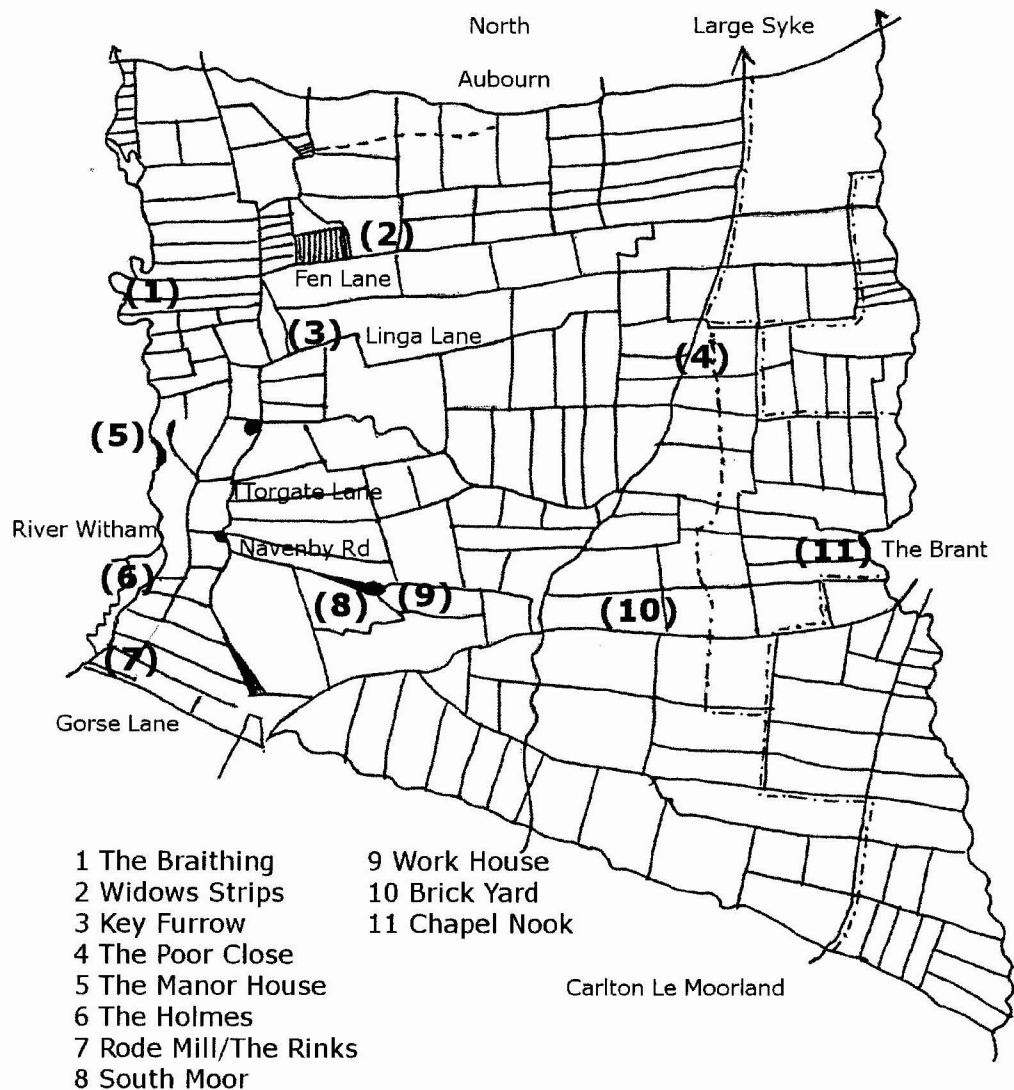 North
Large Syke
Aubourn
(2)
Fen Lane
(1)
(3)
Linga Lane
(4)
(5)
Torgate Lane
River Witham
Navenby Rd
(11)
The Brant
(6)
(8)
(9)
(10)
(7)
Gorse Lane
1 The Braithing
2 Widows Strips
3 Key Furrow
4 The Poor Close
5 The Manor House
6 The Holmes
7 Rode Mill/The Rinks
8 South Moor
9 Work House
10 Brick Yard
11 Chapel Nook
Carlton Le Moorland